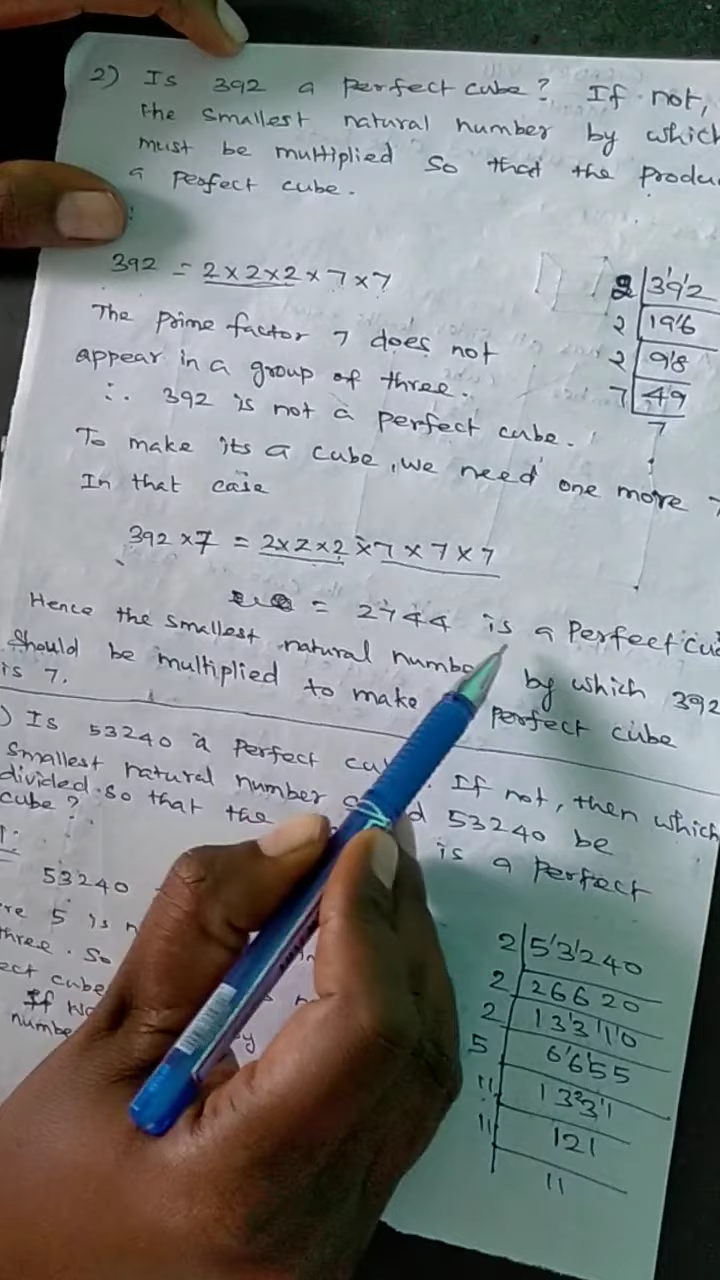 2) Is 392 a perfect cube? If not,
the smallest natural number by which
must be multiplied so that the produ
a perfect cube.
392 = 2×2×2×7×7
The prime factor 7 does not
appear in a group of three.
∴ 392 is not a perfect cube.
To make its a cube, we need one more 7
In that case
392 × 7 = 2×2×2×7×7×7
= 2744 is a Perfect cu
Hence the smallest natural numbe by which 392
should be multiplied to make Perfect cube
is 7.
2 392
2 196
2 98
7 49
7
) Is 53240 a perfect cu If not, then which
smallest natural number 53240 be
divided so that the is a perfect
cube?
53240
re 5 is n
three. So
ect cube
If
numbe by
2 53240
2 26620
2 13310
5 6655
11 1331
11 121
11